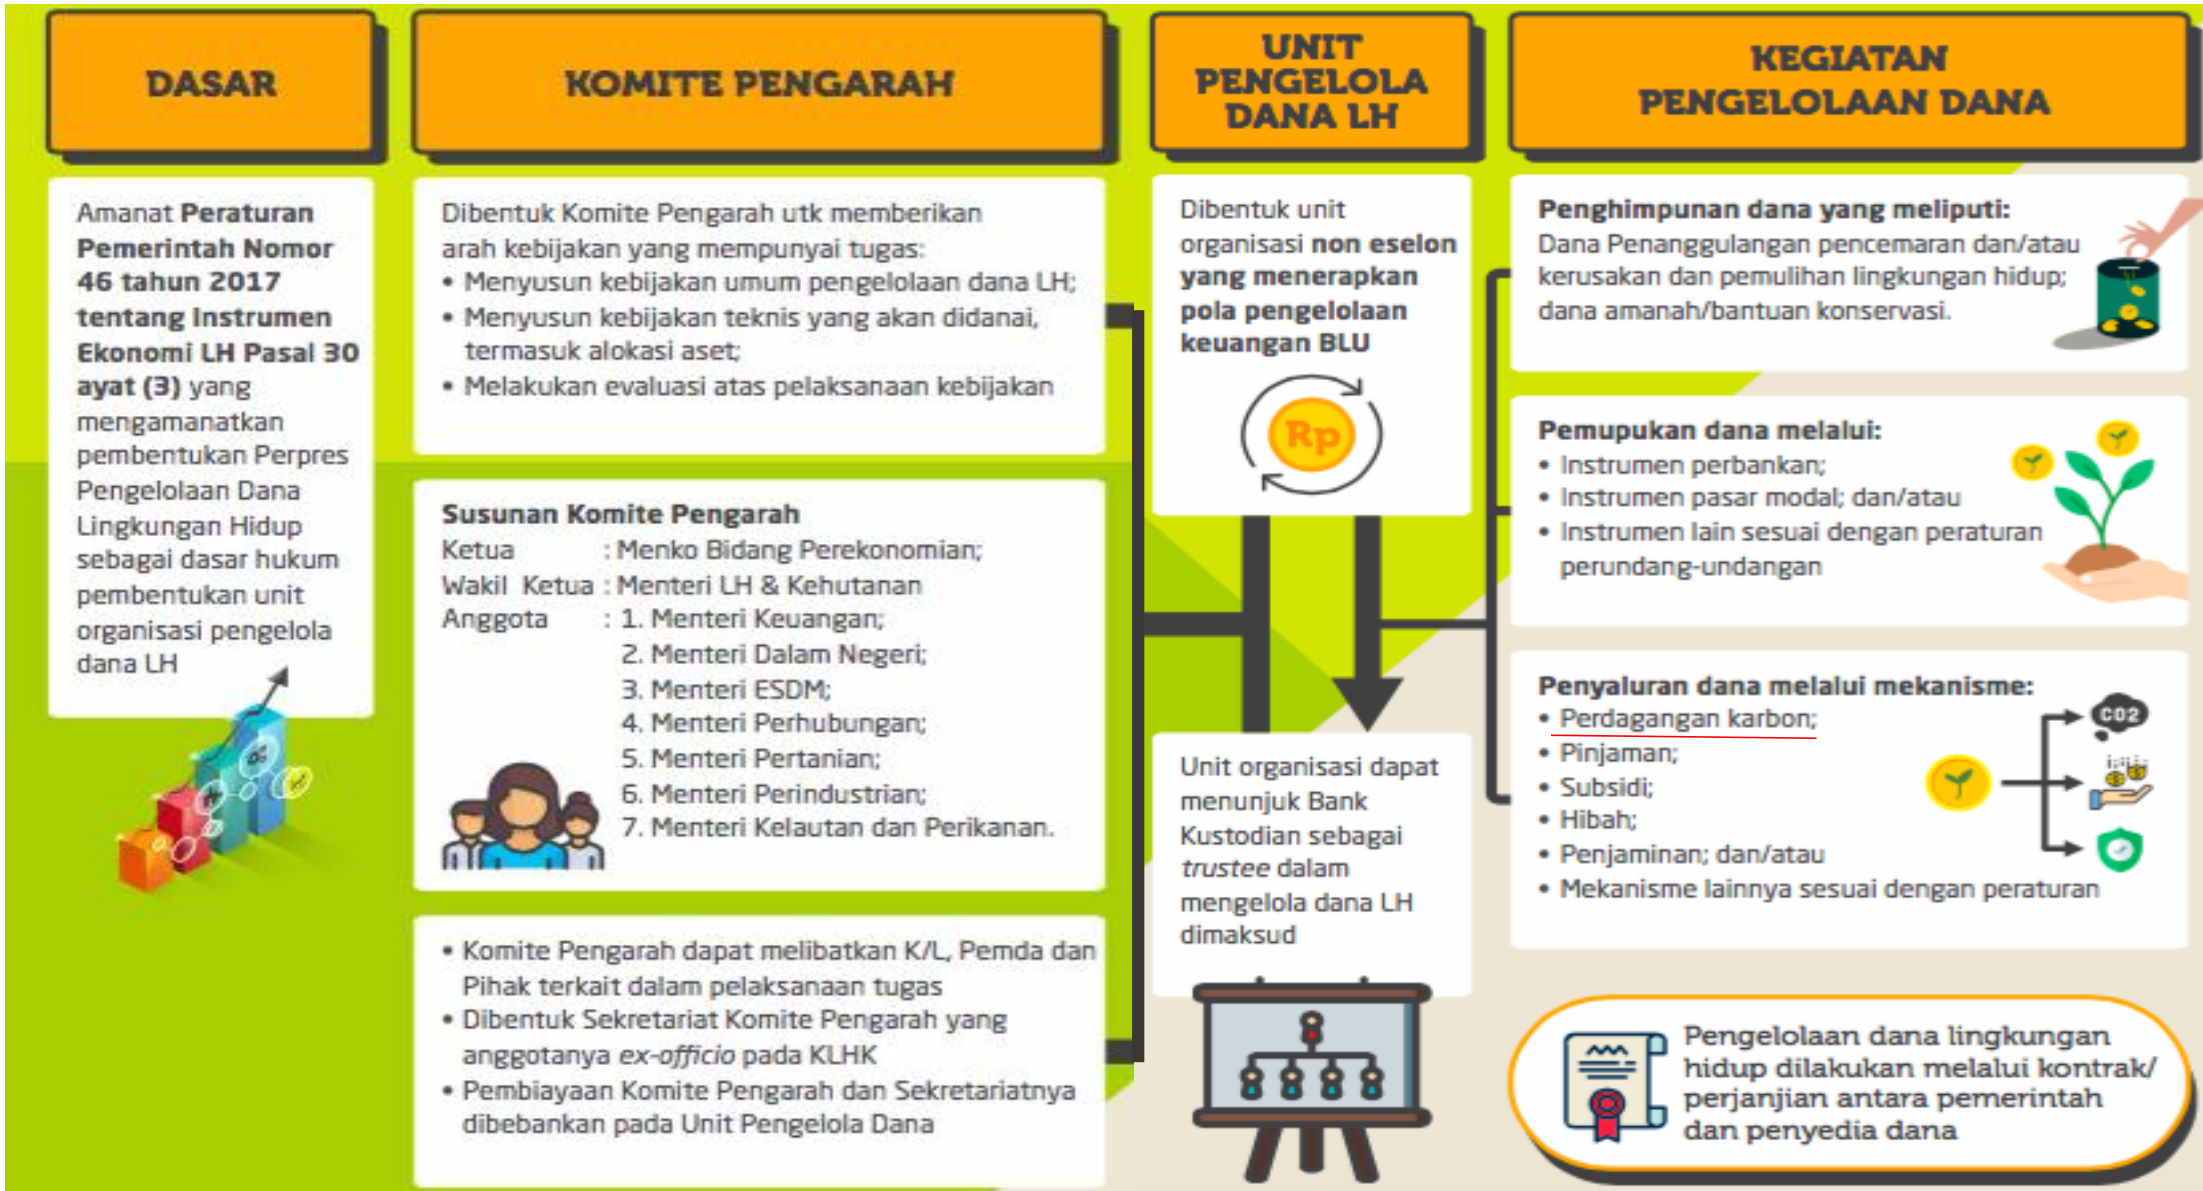 DASAR
Amanat Peraturan
Pemerintah Nomor
46 tahun 2017
tentang Instrumen
Ekonomi LH Pasal 30
ayat (3) yang
mengamanatkan
pembentukan Perpres
Pengelolaan Dana
Lingkungan Hidup
sebagai dasar hukum
pembentukan unit
organisasi pengelola
dana LH
KOMITE PENGARAH
Dibentuk Komite Pengarah utk memberikan
arah kebijakan yang mempunyai tugas:
• Menyusun kebijakan umum pengelolaan dana LH;
• Menyusun kebijakan teknis yang akan didanai,
termasuk alokasi aset;
• Melakukan evaluasi atas pelaksanaan kebijakan
Susunan Komite Pengarah
Ketua : Menko Bidang Perekonomian;
Wakil Ketua : Menteri LH & Kehutanan
Anggota : 1. Menteri Keuangan;
2. Menteri Dalam Negeri;
3. Menteri ESDM;
4. Menteri Perhubungan;
5. Menteri Pertanian;
6. Menteri Perindustrian;
7. Menteri Kelautan dan Perikanan.
• Komite Pengarah dapat melibatkan K/L, Pemda dan
Pihak terkait dalam pelaksanaan tugas
• Dibentuk Sekretariat Komite Pengarah yang
anggotanya ex-officio pada KLHK
• Pembiayaan Komite Pengarah dan Sekretariatnya
dibebankan pada Unit Pengelola Dana
UNIT
PENGELOLA
DANA LH
Dibentuk unit
organisasi non eselon
yang menerapkan
pola pengelolaan
keuangan BLU
Rp
Unit organisasi dapat
menunjuk Bank
Kustodian sebagai
trustee dalam
mengelola dana LH
dimaksud
KEGIATAN
PENGELOLAAN DANA
Penghimpunan dana yang meliputi:
Dana Penanggulangan pencemaran dan/atau
kerusakan dan pemulihan lingkungan hidup;
dana amanah/bantuan konservasi.
Pemupukan dana melalui:
• Instrumen perbankan;
• Instrumen pasar modal; dan/atau
• Instrumen lain sesuai dengan peraturan
perundang-undangan
Penyaluran dana melalui mekanisme:
• Perdagangan karbon;
• Pinjaman;
• Subsidi;
• Hibah;
• Penjaminan; dan/atau
• Mekanisme lainnya sesuai dengan peraturan
CO2
Pengelolaan dana lingkungan
hidup dilakukan melalui kontrak/
perjanjian antara pemerintah
dan penyedia dana